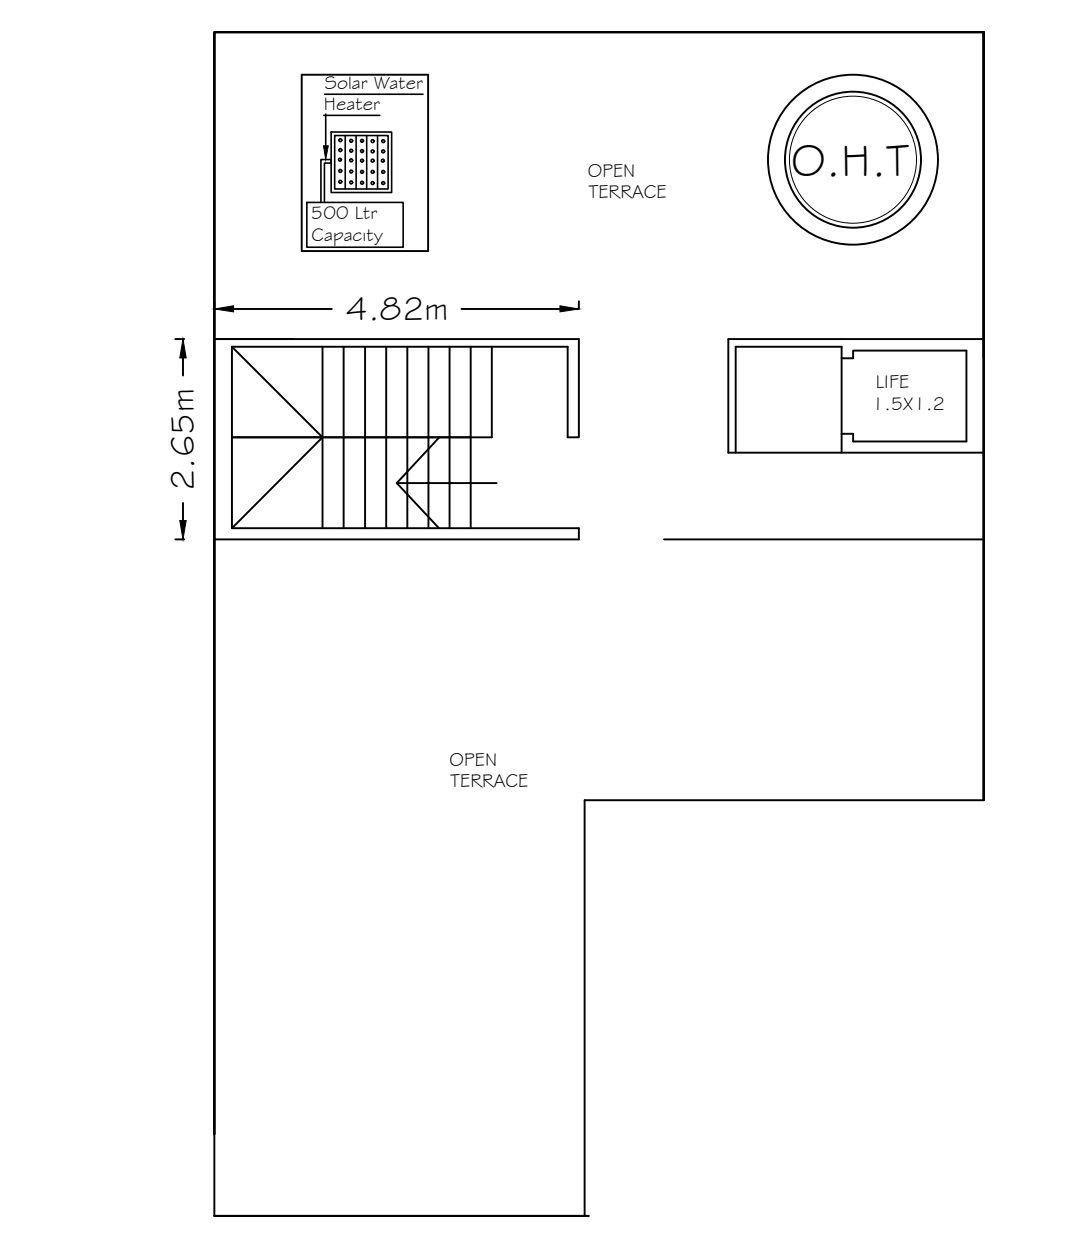 Solar Water
Heater
500 Ltr
Capacity
OPEN
TERRACE
O.H.T
4.82m
2.65m
LIFE
1.5X1.2
OPEN
TERRACE